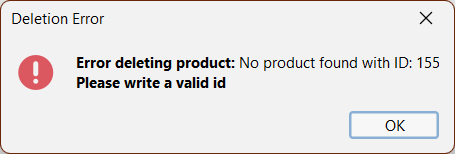 Deletion Error
Error deleting product: No product found with ID: 155
Please write a valid id
OK